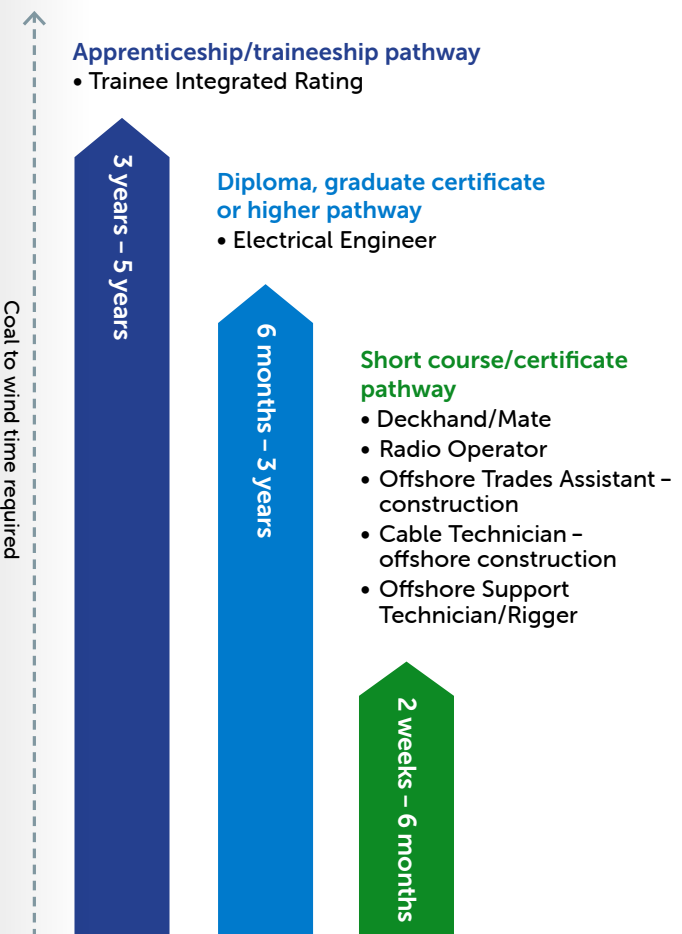 Apprenticeship/traineeship pathway
• Trainee Integrated Rating
3 years – 5 years
Diploma, graduate certificate
or higher pathway
• Electrical Engineer
6 months – 3 years
Short course/certificate
pathway
• Deckhand/Mate
• Radio Operator
• Offshore Trades Assistant –
construction
• Cable Technician –
offshore construction
• Offshore Support
Technician/Rigger
2 weeks – 6 months
Coal to wind time required